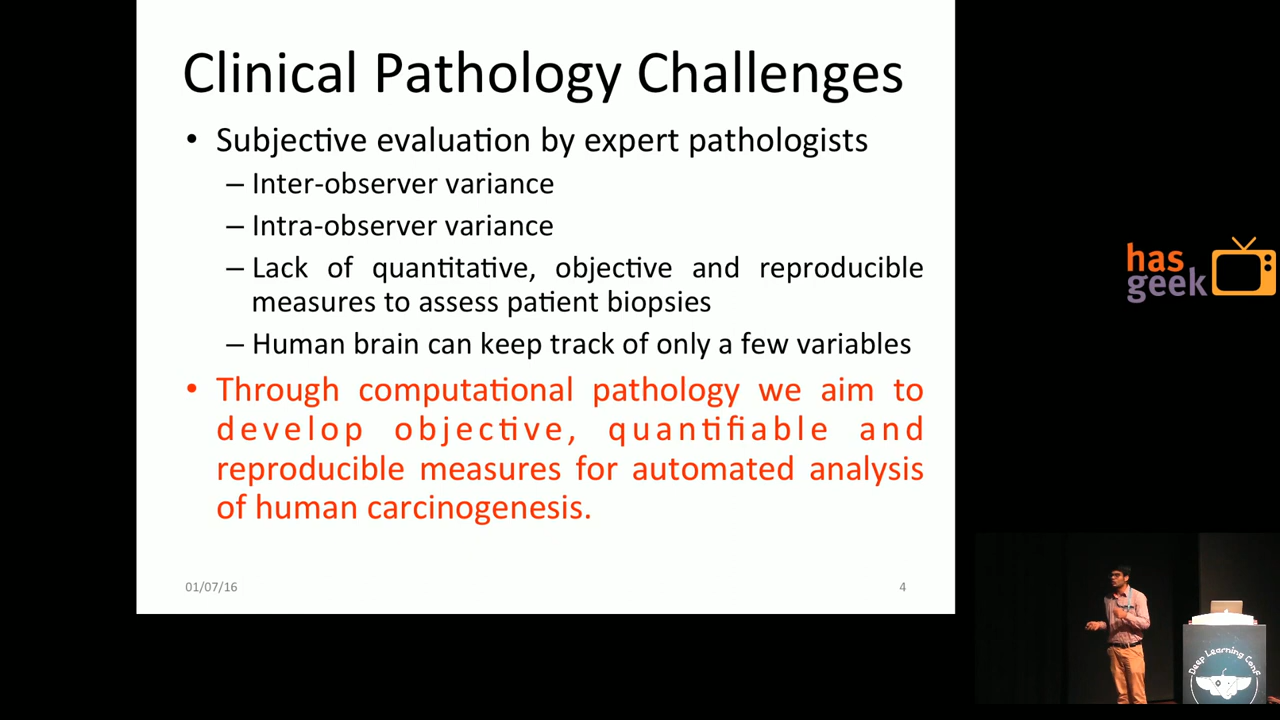 Clinical Pathology Challenges
• Subjective evaluation by expert pathologists
– Inter-observer variance
– Intra-observer variance
– Lack of quantitative, objective and reproducible
measures to assess patient biopsies
– Human brain can keep track of only a few variables
• Through computational pathology we aim to
develop objective, quantifiable and
reproducible measures for automated analysis
of human carcinogenesis.
01/07/16
4
has
geek
Deep Learning Conf